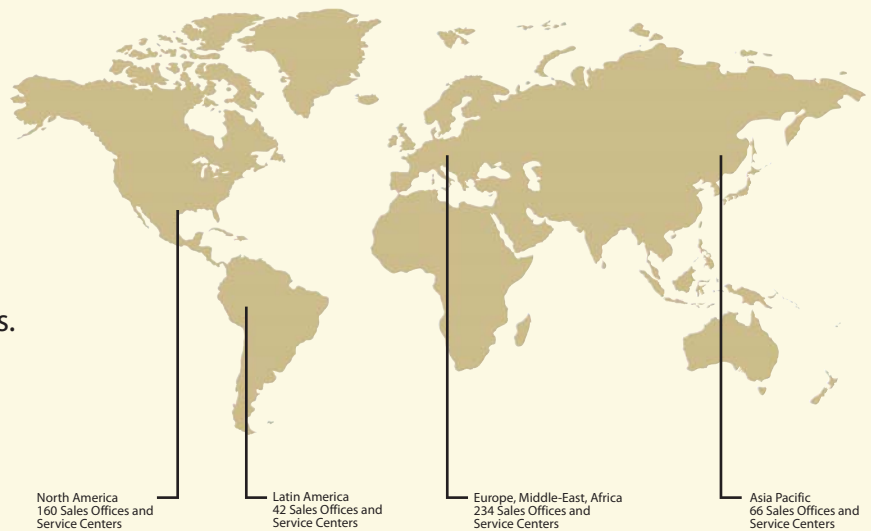 s.
North America
160 Sales Offices and
Service Centers
Latin America
42 Sales Offices and
Service Centers
Europe, Middle-East, Africa
234 Sales Offices and
Service Centers
Asia Pacific
66 Sales Offices and
Service Centers